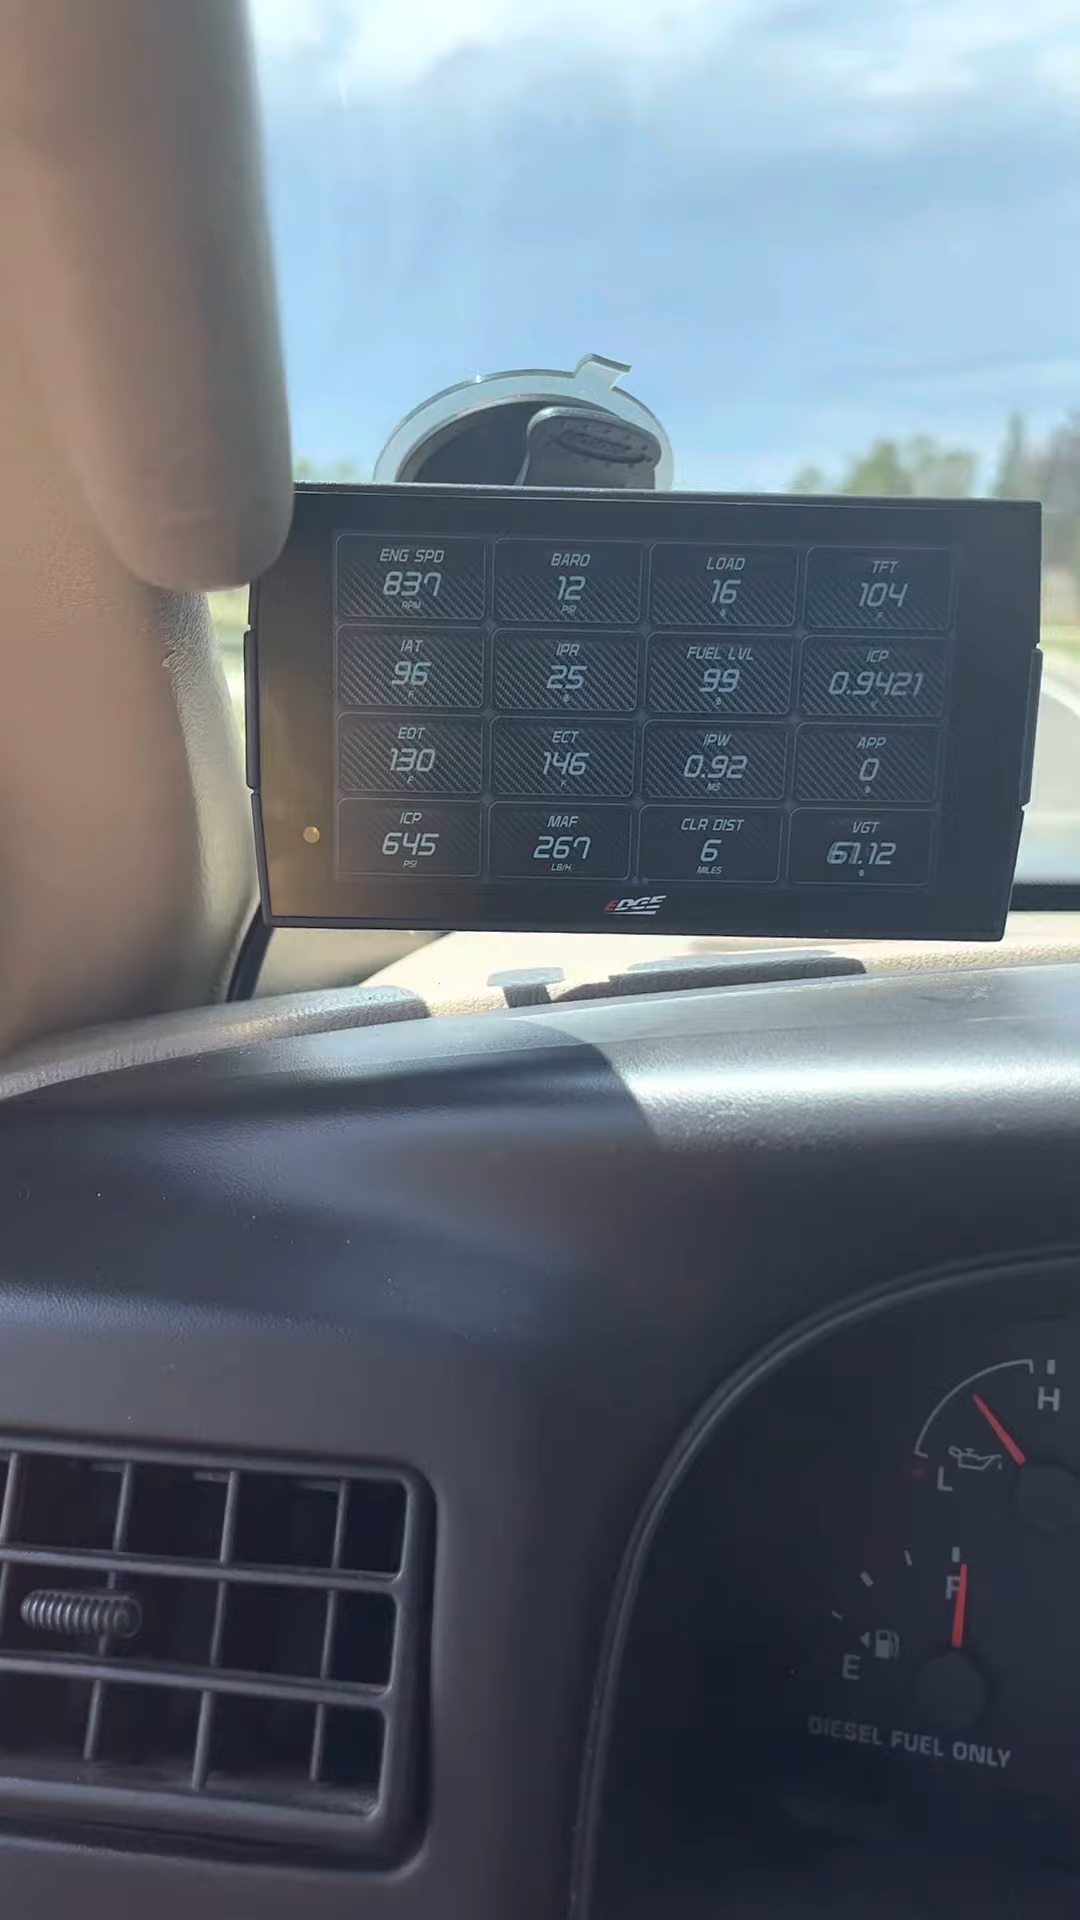 ENG SPD
837
RPM
BARO
12
PSI
LOAD
16
TFT
104
F
IAT
96
F
IPR
25
FUEL LVL
99
ICP
0.9421
EOT
130
F
ECT
146
F
IPW
0.92
MS
APP
0
ICP
645
PSI
MAF
267
LB/H
CLR DIST
6
MILES
VGT
67.12
EDGE
H
L
F
E
DIESEL FUEL ONLY